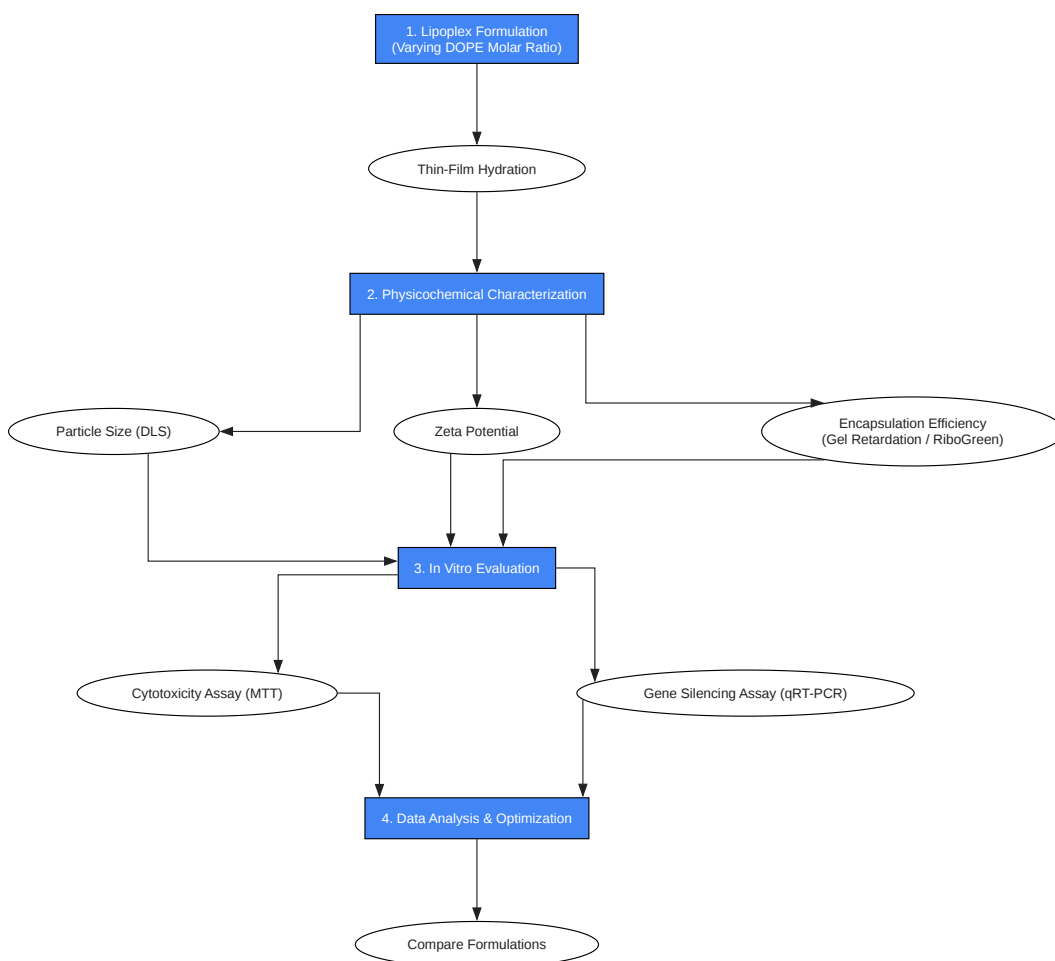 1. Lipoplex Formulation
(Varying DOPE Molar Ratio)
Thin-Film Hydration
2. Physicochemical Characterization
Particle Size (DLS)
Zeta Potential
Encapsulation Efficiency
(Gel Retardation / RiboGreen)
3. In Vitro Evaluation
Cytotoxicity Assay (MTT)
Gene Silencing Assay (qRT-PCR)
4. Data Analysis & Optimization
Compare Formulations